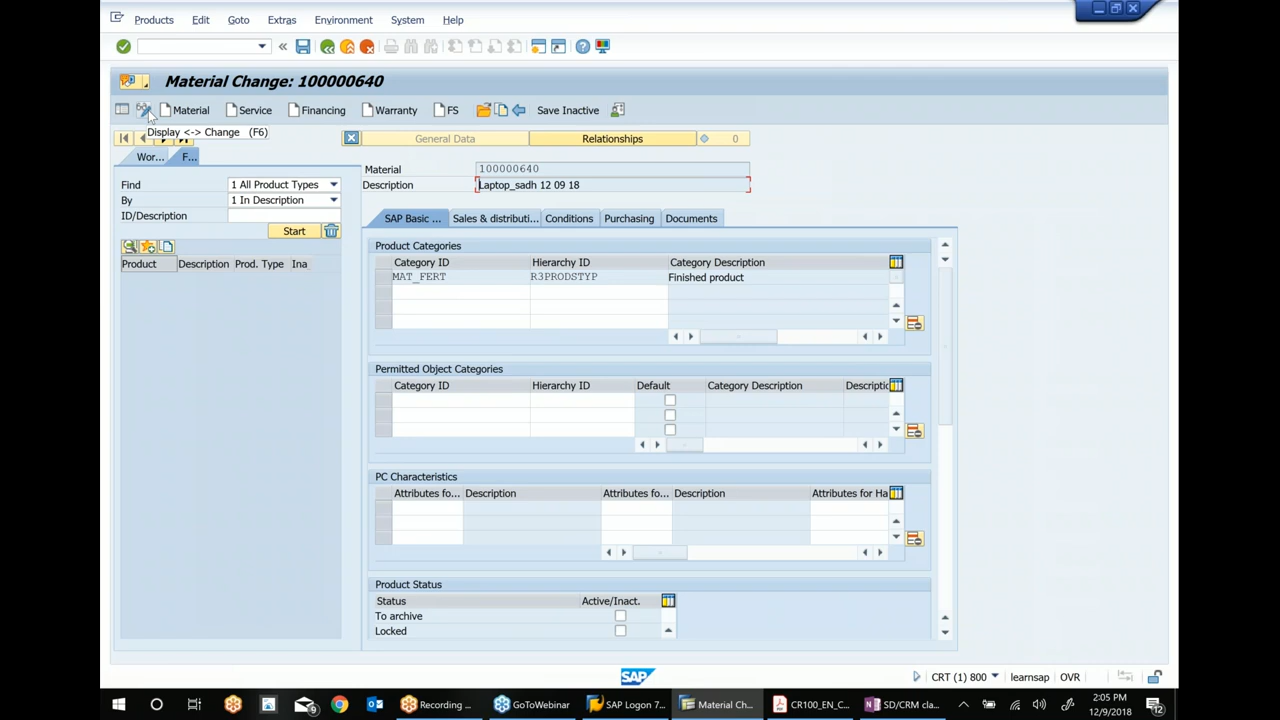 Products Edit Goto Extras Environment System Help
Material Change: 100000640
Material Service Financing Warranty FS Save Inactive
Display <-> Change (F6)
General Data Relationships 0
Wor... F...
Material 100000640
Description Laptop_sadh 12 09 18
Find 1 All Product Types
By 1 In Description
ID/Description
Start
Product Description Prod. Type Ina
SAP Basic ... Sales & distributi... Conditions Purchasing Documents
Product Categories
Category ID Hierarchy ID Category Description
MAT_FERT R3PRODSTYP Finished product
Permitted Object Categories
Category ID Hierarchy ID Default Category Description Descriptic
PC Characteristics
Attributes fo... Description Attributes fo... Description Attributes for Ha
Product Status
Status Active/Inact.
To archive
Locked
SAP
CRT (1) 800 learnsap OVR
Recording ... GoToWebinar SAP Logon 7... Material Ch... CR100_EN_C... SD/CRM cla...
2:05 PM
12/9/2018